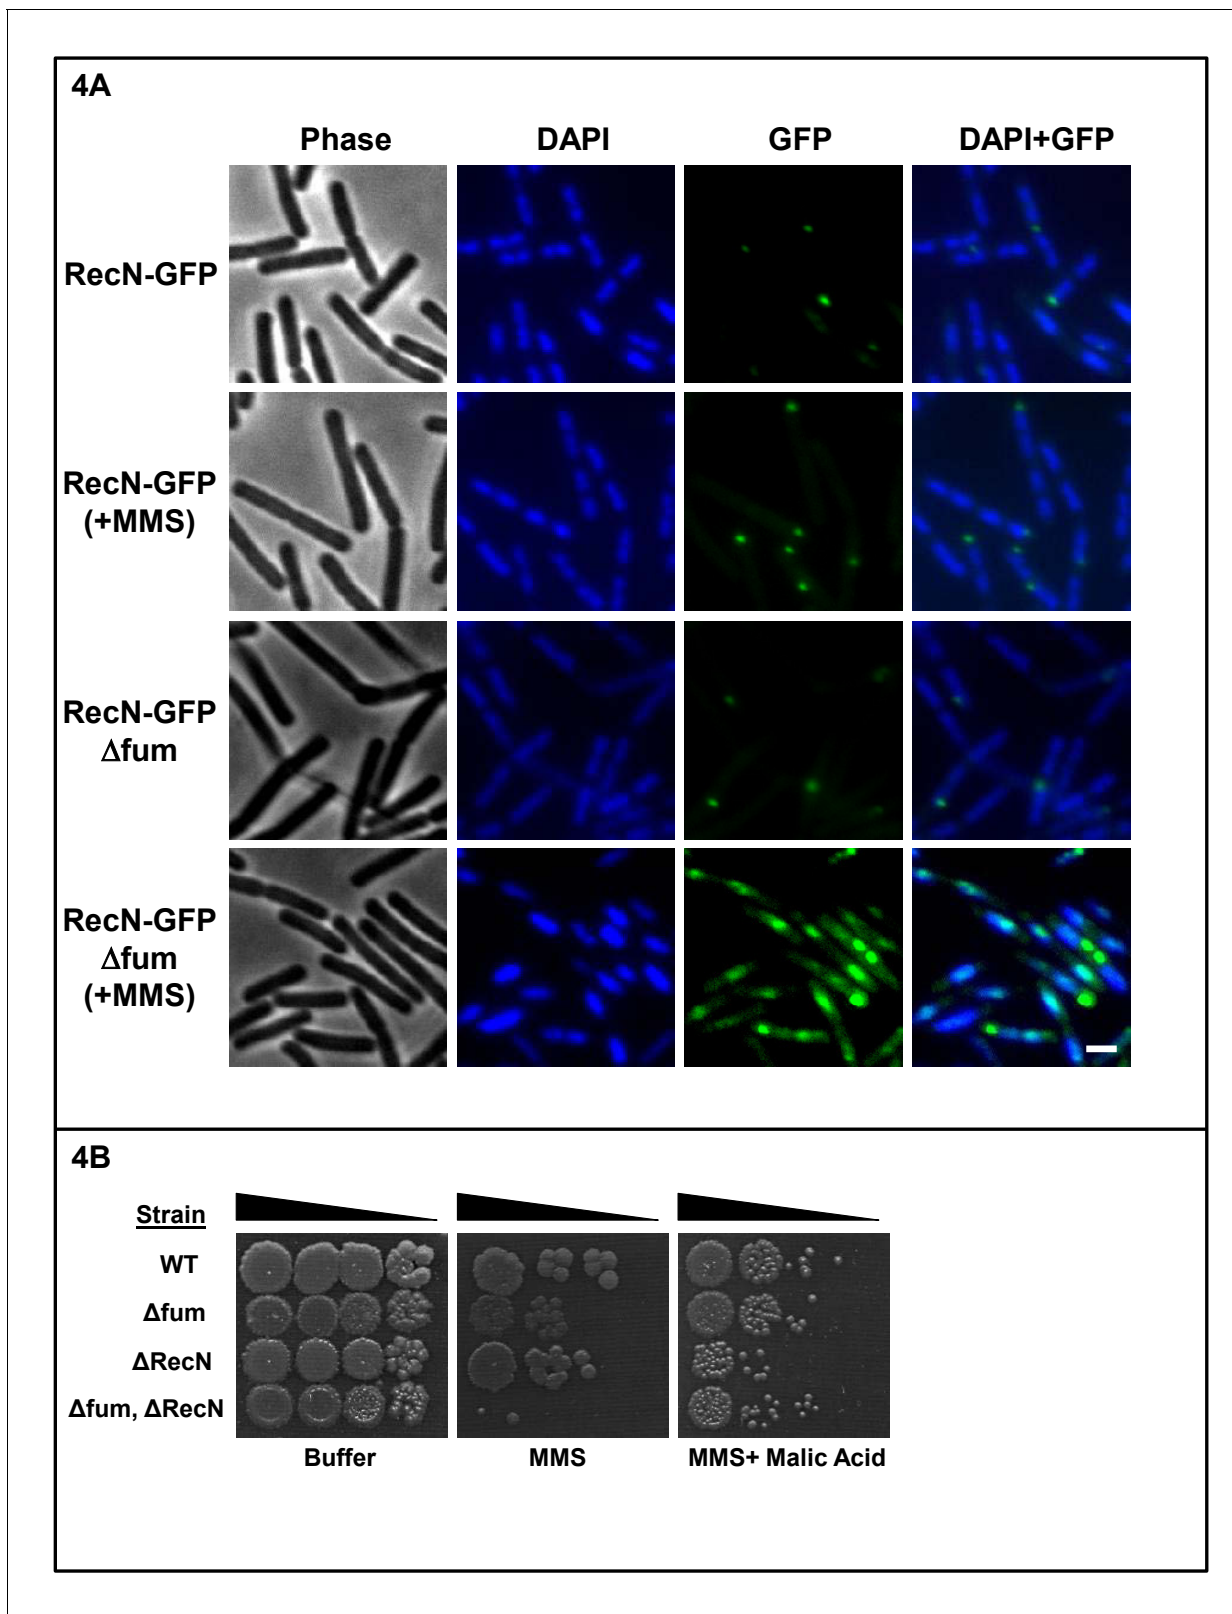 4A
Phase DAPI GFP DAPI+GFP
RecN-GFP
RecN-GFP
(+MMS)
RecN-GFP
Δfum
RecN-GFP
Δfum
(+MMS)
4B
Strain
WT
Δfum
ΔRecN
Δfum, ΔRecN
Buffer MMS MMS+ Malic Acid